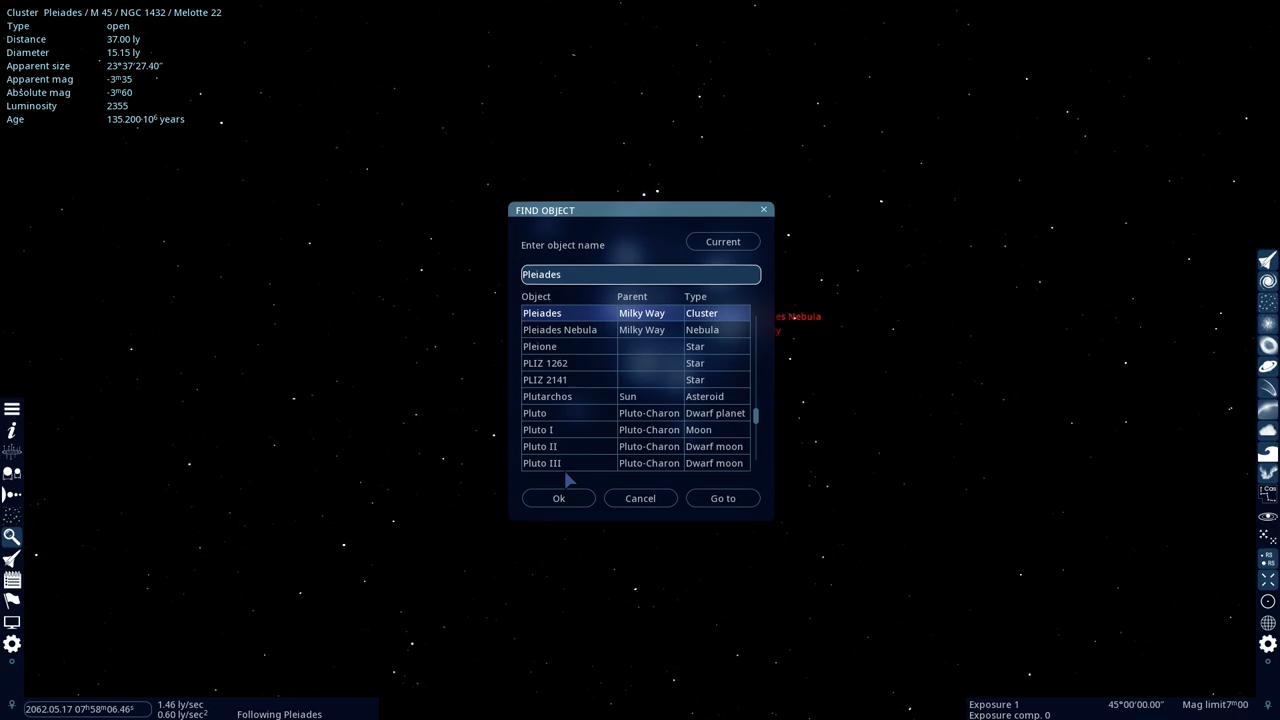 Cluster Pleiades / M 45 / NGC 1432 / Melotte 22
Type open
Distance 37.00 ly
Diameter 15.15 ly
Apparent size 23°37'27.40"
Apparent mag -3ᵐ35
Absolute mag -3ᵐ60
Luminosity 2355
Age 135.200·10⁶ years
FIND OBJECT
Enter object name Current
Pleiades
Object Parent Type
Pleiades Milky Way Cluster
Pleiades Nebula Milky Way Nebula
Pleione Star
PLIZ 1262 Star
PLIZ 2141 Star
Plutarchos Sun Asteroid
Pluto Pluto-Charon Dwarf planet
Pluto I Pluto-Charon Moon
Pluto II Pluto-Charon Dwarf moon
Pluto III Pluto-Charon Dwarf moon
Ok Cancel Go to
es Nebula
y
Cas
RS
RS
2062.05.17 07ʰ58ᵐ06.46ˢ
1.46 ly/sec
0.60 ly/sec²
Following Pleiades
Exposure 1 45°00'00.00" Mag limit7ᵐ00
Exposure comp. 0